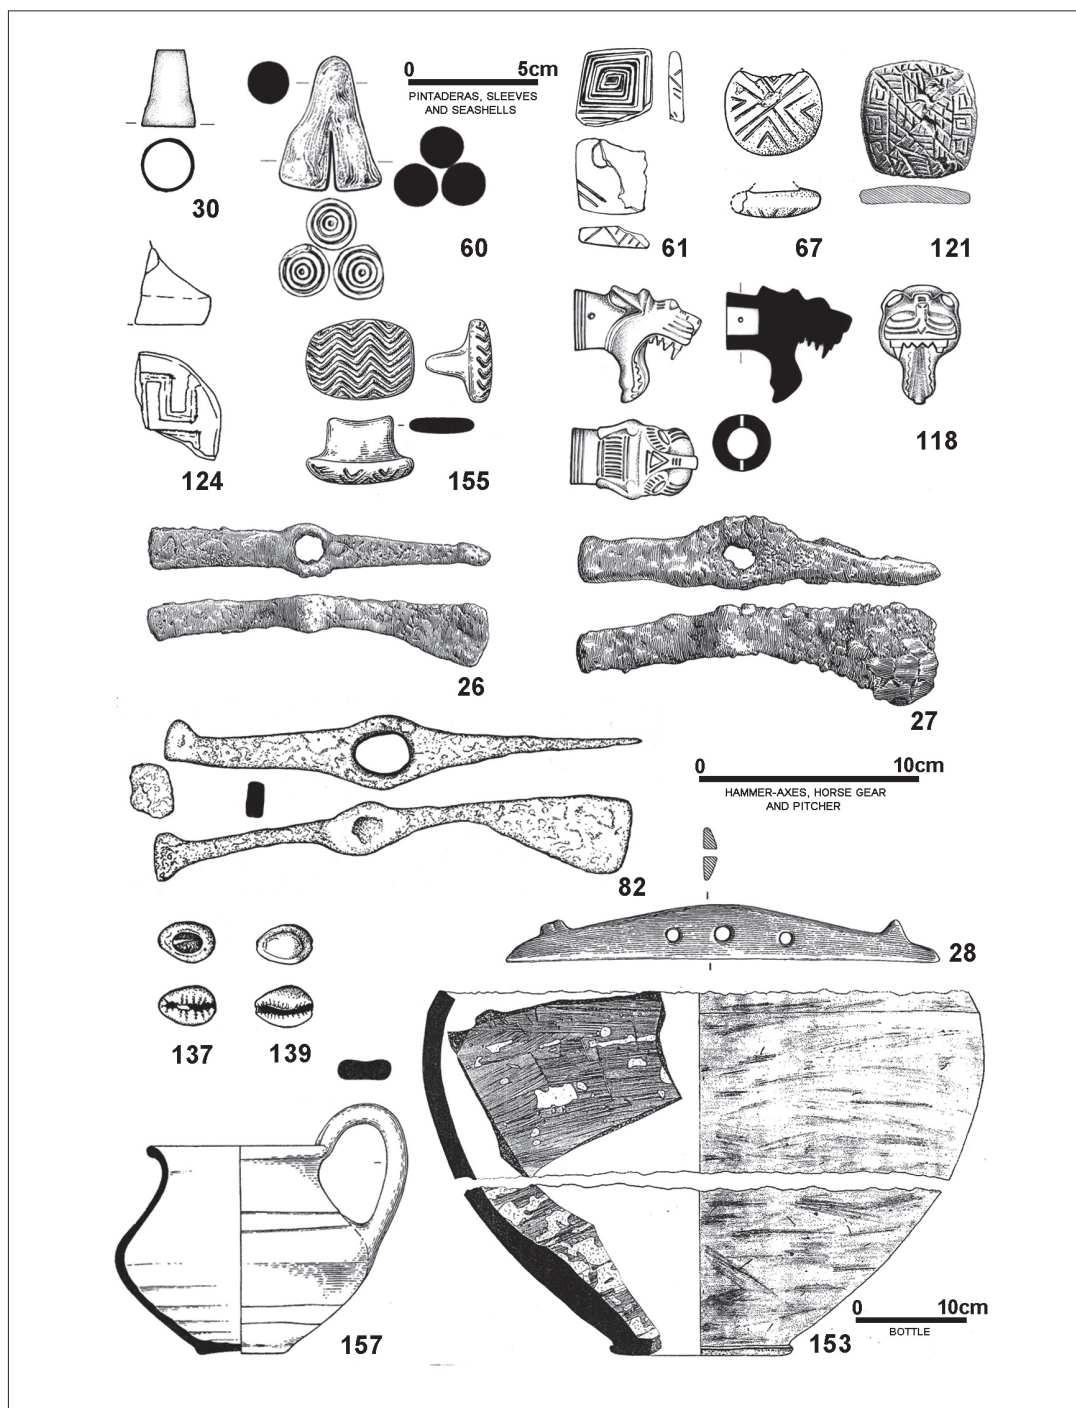 0 5cm
PINTADERAS, SLEEVES
AND SEASHELLS
30
60
61
67
121
124
155
118
26
27
0 10cm
HAMMER-AXES, HORSE GEAR
AND PITCHER
82
28
137
139
157
153
0 10cm
BOTTLE